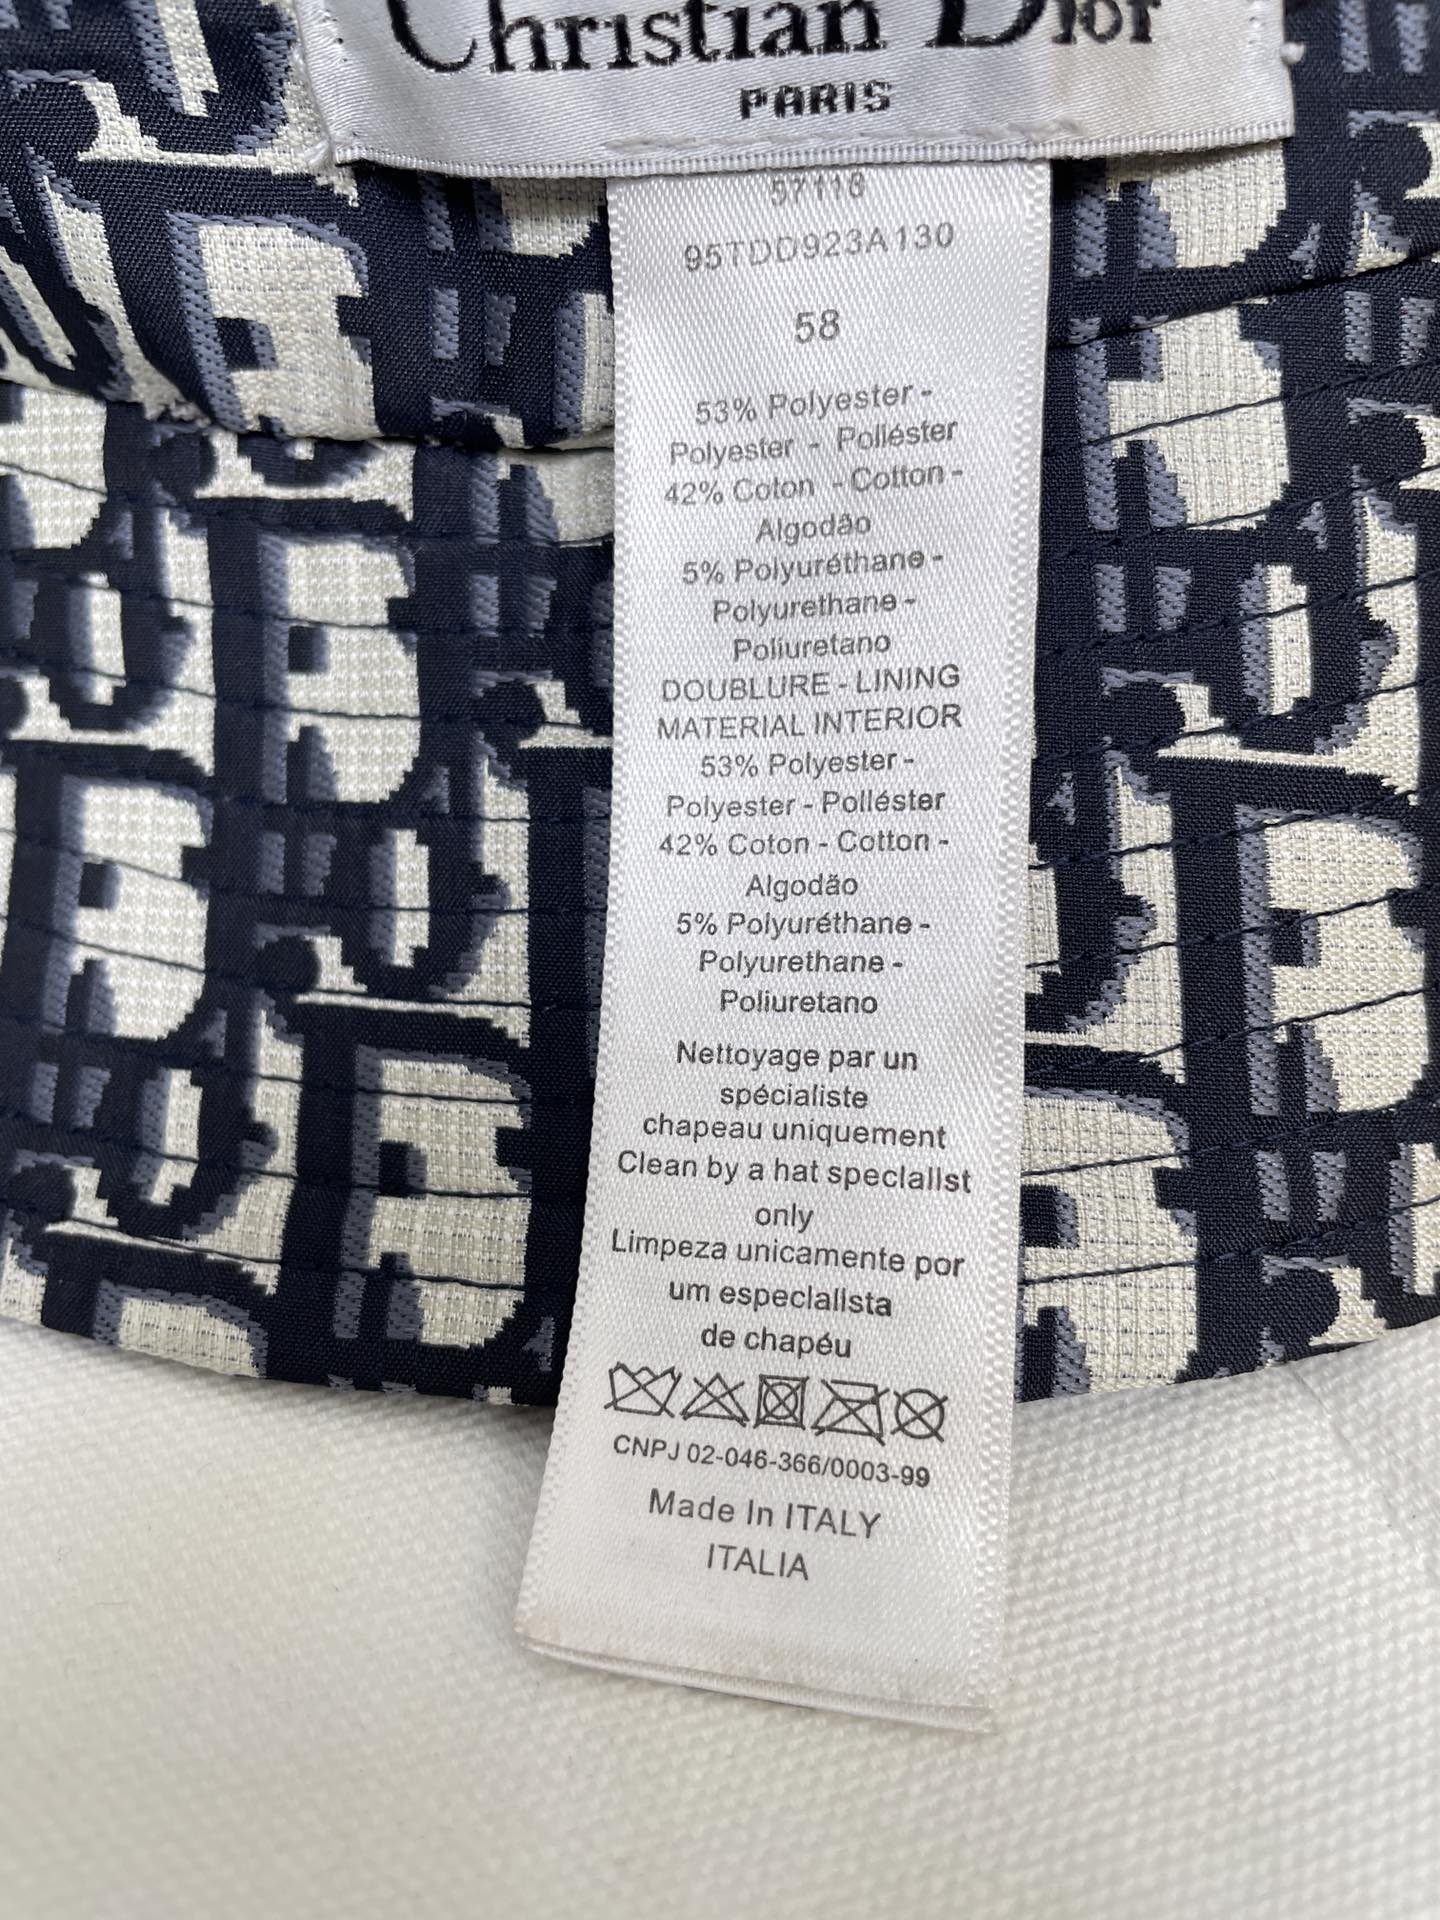 Christian Dior
PARIS
57118
95TDD923A130
58
53% Polyester -
Polyester - Poliéster
42% Coton - Cotton -
Algodão
5% Polyuréthane -
Polyurethane -
Poliuretano
DOUBLURE - LINING
MATERIAL INTERIOR
53% Polyester -
Polyester - Poliéster
42% Coton - Cotton -
Algodão
5% Polyuréthane -
Polyurethane -
Poliuretano
Nettoyage par un
spécialiste
chapeau uniquement
Clean by a hat speclallst
only
Limpeza unicamente por
um especlallsta
de chapéu
CNPJ 02-046-366/0003-99
Made In ITALY
ITALIA